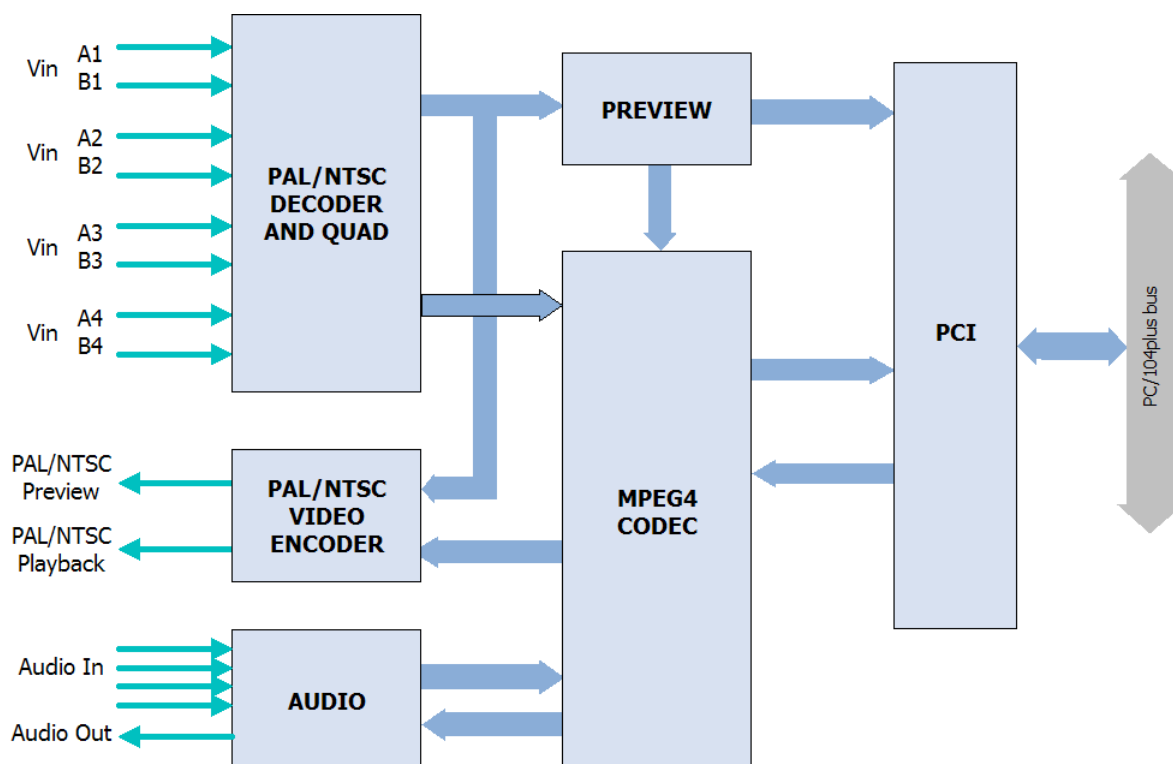 Vin A1
B1
Vin A2
B2
Vin A3
B3
Vin A4
B4
PAL/NTSC
DECODER
AND QUAD
PREVIEW
PCI
PC/104plus bus
MPEG4
CODEC
PAL/NTSC
Preview
PAL/NTSC
Playback
PAL/NTSC
VIDEO
ENCODER
Audio In
Audio Out
AUDIO